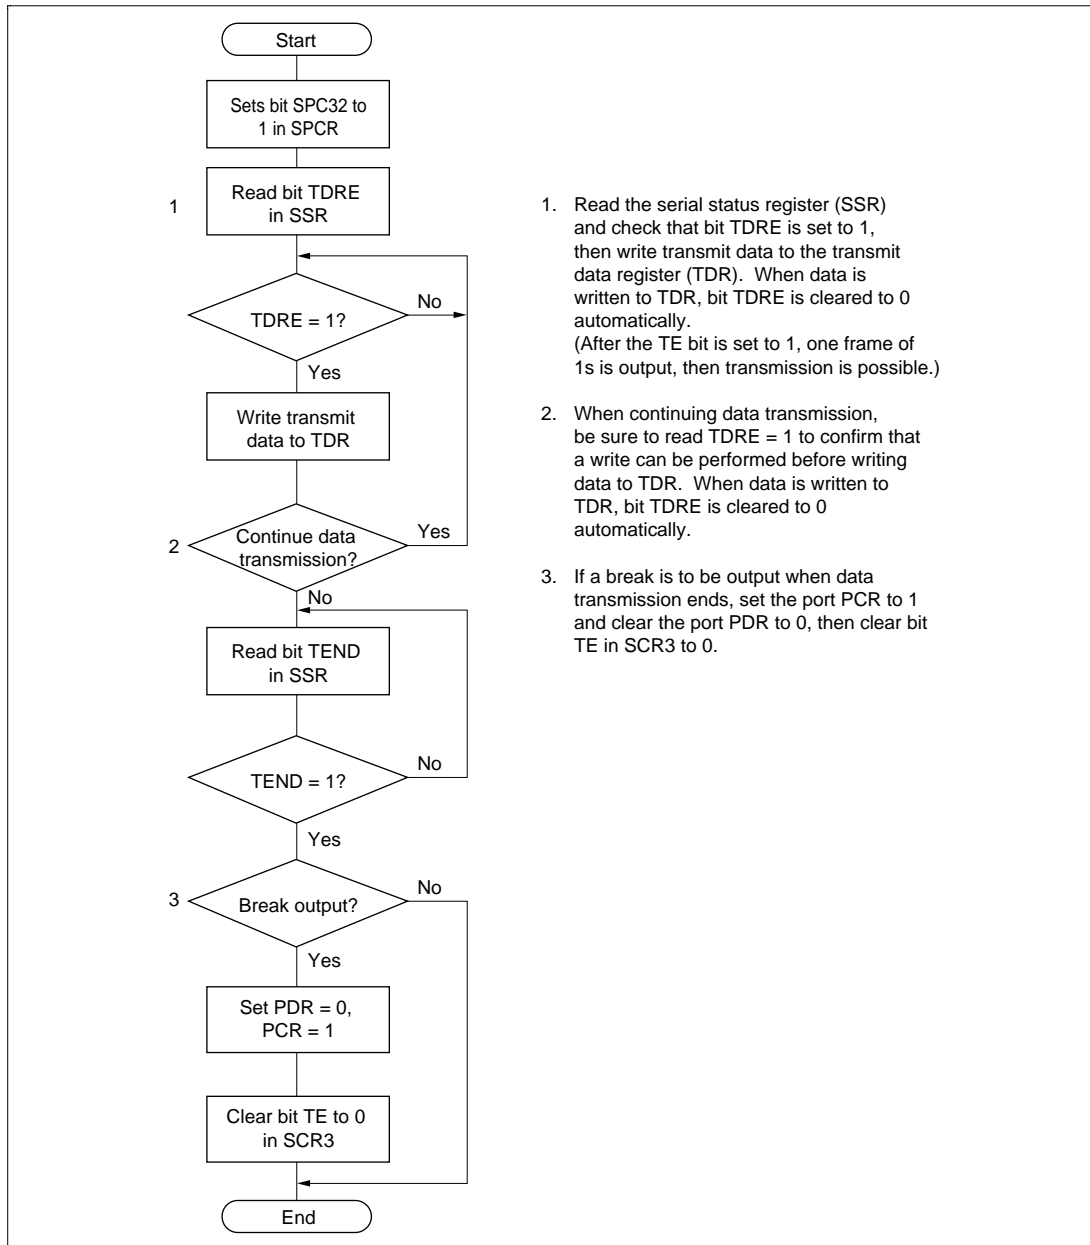 Start
Sets bit SPC32 to
1 in SPCR
1
Read bit TDRE
in SSR
TDRE = 1?
No
Yes
Write transmit
data to TDR
2
Continue data
transmission?
Yes
No
Read bit TEND
in SSR
TEND = 1?
No
Yes
3
Break output?
No
Yes
Set PDR = 0,
PCR = 1
Clear bit TE to 0
in SCR3
End
1. Read the serial status register (SSR)
and check that bit TDRE is set to 1,
then write transmit data to the transmit
data register (TDR). When data is
written to TDR, bit TDRE is cleared to 0
automatically.
(After the TE bit is set to 1, one frame of
1s is output, then transmission is possible.)
2. When continuing data transmission,
be sure to read TDRE = 1 to confirm that
a write can be performed before writing
data to TDR. When data is written to
TDR, bit TDRE is cleared to 0
automatically.
3. If a break is to be output when data
transmission ends, set the port PCR to 1
and clear the port PDR to 0, then clear bit
TE in SCR3 to 0.